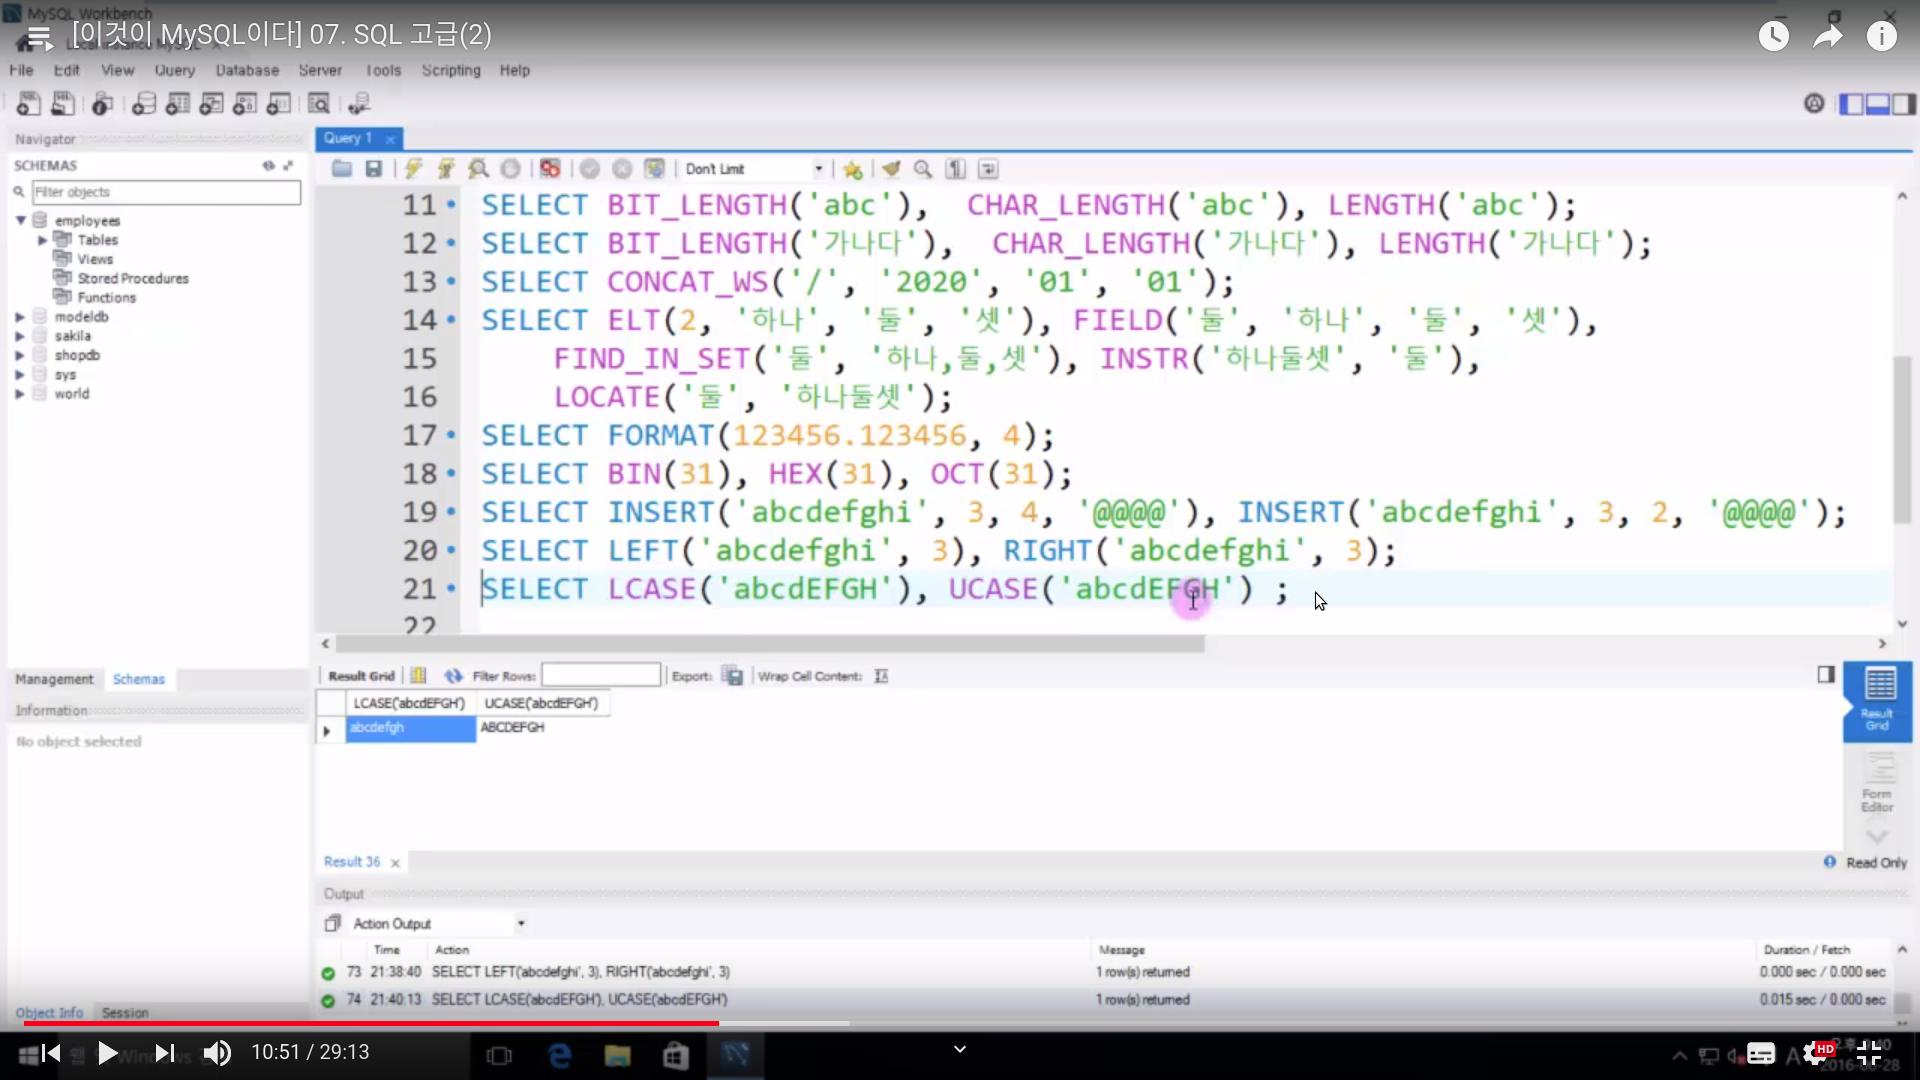 MySQL Workbench
[이것이 MySQL이다] 07. SQL 고급(2)
File Edit View Query Database Server Tools Scripting Help
Navigator
Query 1
SCHEMAS
Don't Limit
Filter objects
employees
Tables
Views
Stored Procedures
Functions
modeldb
sakila
shopdb
sys
world
11 SELECT BIT_LENGTH('abc'), CHAR_LENGTH('abc'), LENGTH('abc');
12 SELECT BIT_LENGTH('가나다'), CHAR_LENGTH('가나다'), LENGTH('가나다');
13 SELECT CONCAT_WS('/', '2020', '01', '01');
14 SELECT ELT(2, '하나', '둘', '셋'), FIELD('둘', '하나', '둘', '셋'),
15 FIND_IN_SET('둘', '하나,둘,셋'), INSTR('하나둘셋', '둘'),
16 LOCATE('둘', '하나둘셋');
17 SELECT FORMAT(123456.123456, 4);
18 SELECT BIN(31), HEX(31), OCT(31);
19 SELECT INSERT('abcdefghi', 3, 4, '@@@@'), INSERT('abcdefghi', 3, 2, '@@@@');
20 SELECT LEFT('abcdefghi', 3), RIGHT('abcdefghi', 3);
21 SELECT LCASE('abcdEFGH'), UCASE('abcdEFGH') ;
22
Management Schemas
Information
No object selected
Result Grid Filter Rows: Export: Wrap Cell Content:
LCASE('abcdEFGH') UCASE('abcdEFGH')
abcdefgh ABCDEFGH
Result Grid
Form Editor
Result 36
Read Only
Output
Action Output
Time Action Message Duration / Fetch
73 21:38:40 SELECT LEFT('abcdefghi', 3), RIGHT('abcdefghi', 3) 1 row(s) returned 0.000 sec / 0.000 sec
74 21:40:13 SELECT LCASE('abcdEFGH'), UCASE('abcdEFGH') 1 row(s) returned 0.015 sec / 0.000 sec
Object Info Session
10:51 / 29:13
HD